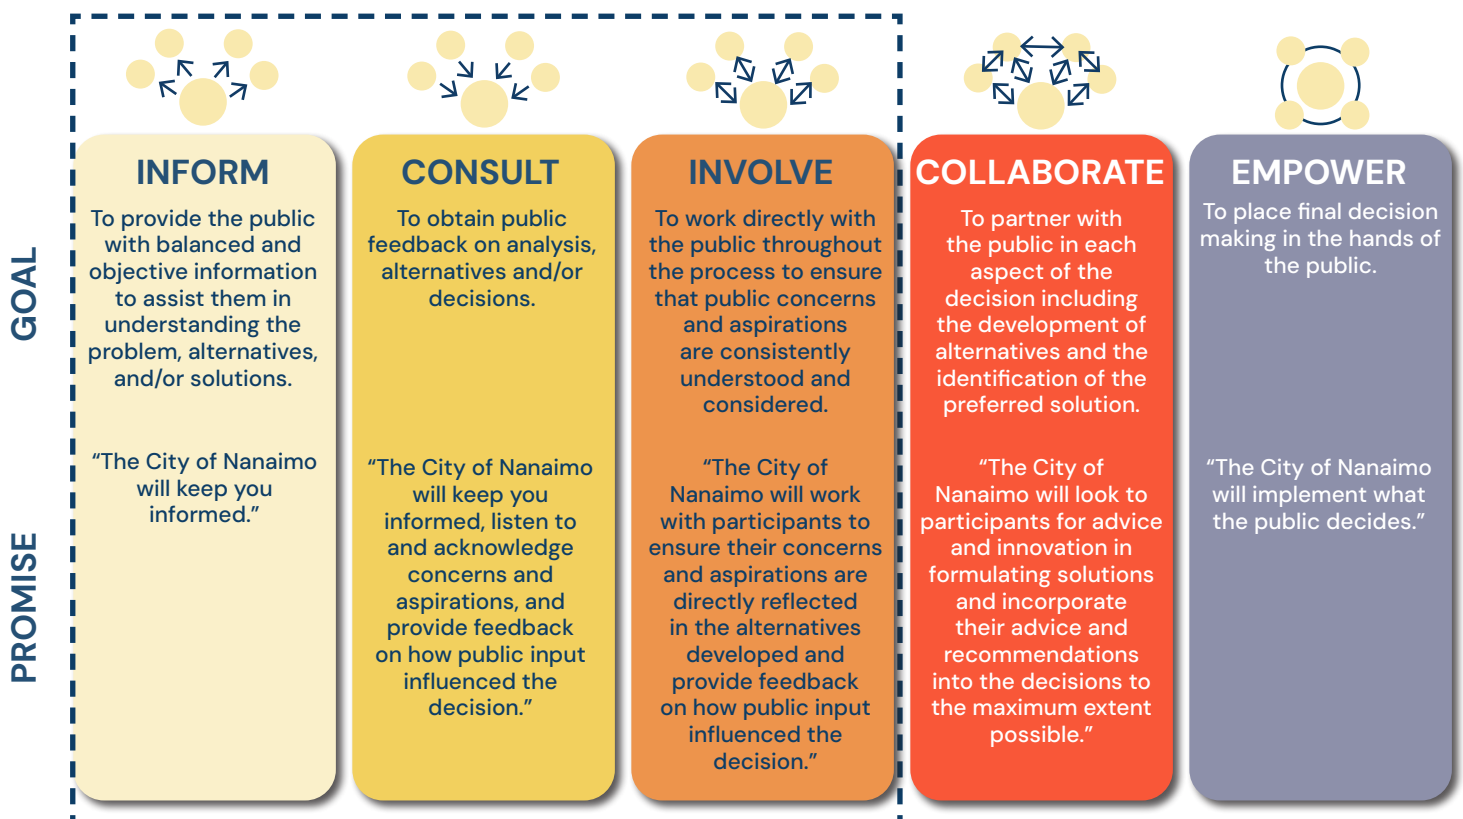 GOAL
PROMISE
INFORM
To provide the public
with balanced and
objective information
to assist them in
understanding the
problem, alternatives,
and/or solutions.
“The City of Nanaimo
will keep you
informed.”
CONSULT
To obtain public
feedback on analysis,
alternatives and/or
decisions.
“The City of Nanaimo
will keep you
informed, listen to
and acknowledge
concerns and
aspirations, and
provide feedback
on how public input
influenced the
decision.”
INVOLVE
To work directly with
the public throughout
the process to ensure
that public concerns
and aspirations
are consistently
understood and
considered.
“The City of
Nanaimo will work
with participants to
ensure their concerns
and aspirations are
directly reflected
in the alternatives
developed and
provide feedback
on how public input
influenced the
decision.”
COLLABORATE
To partner with
the public in each
aspect of the
decision including
the development of
alternatives and the
identification of the
preferred solution.
“The City of
Nanaimo will look to
participants for advice
and innovation in
formulating solutions
and incorporate
their advice and
recommendations
into the decisions to
the maximum extent
possible.”
EMPOWER
To place final decision
making in the hands of
the public.
“The City of Nanaimo
will implement what
the public decides.”